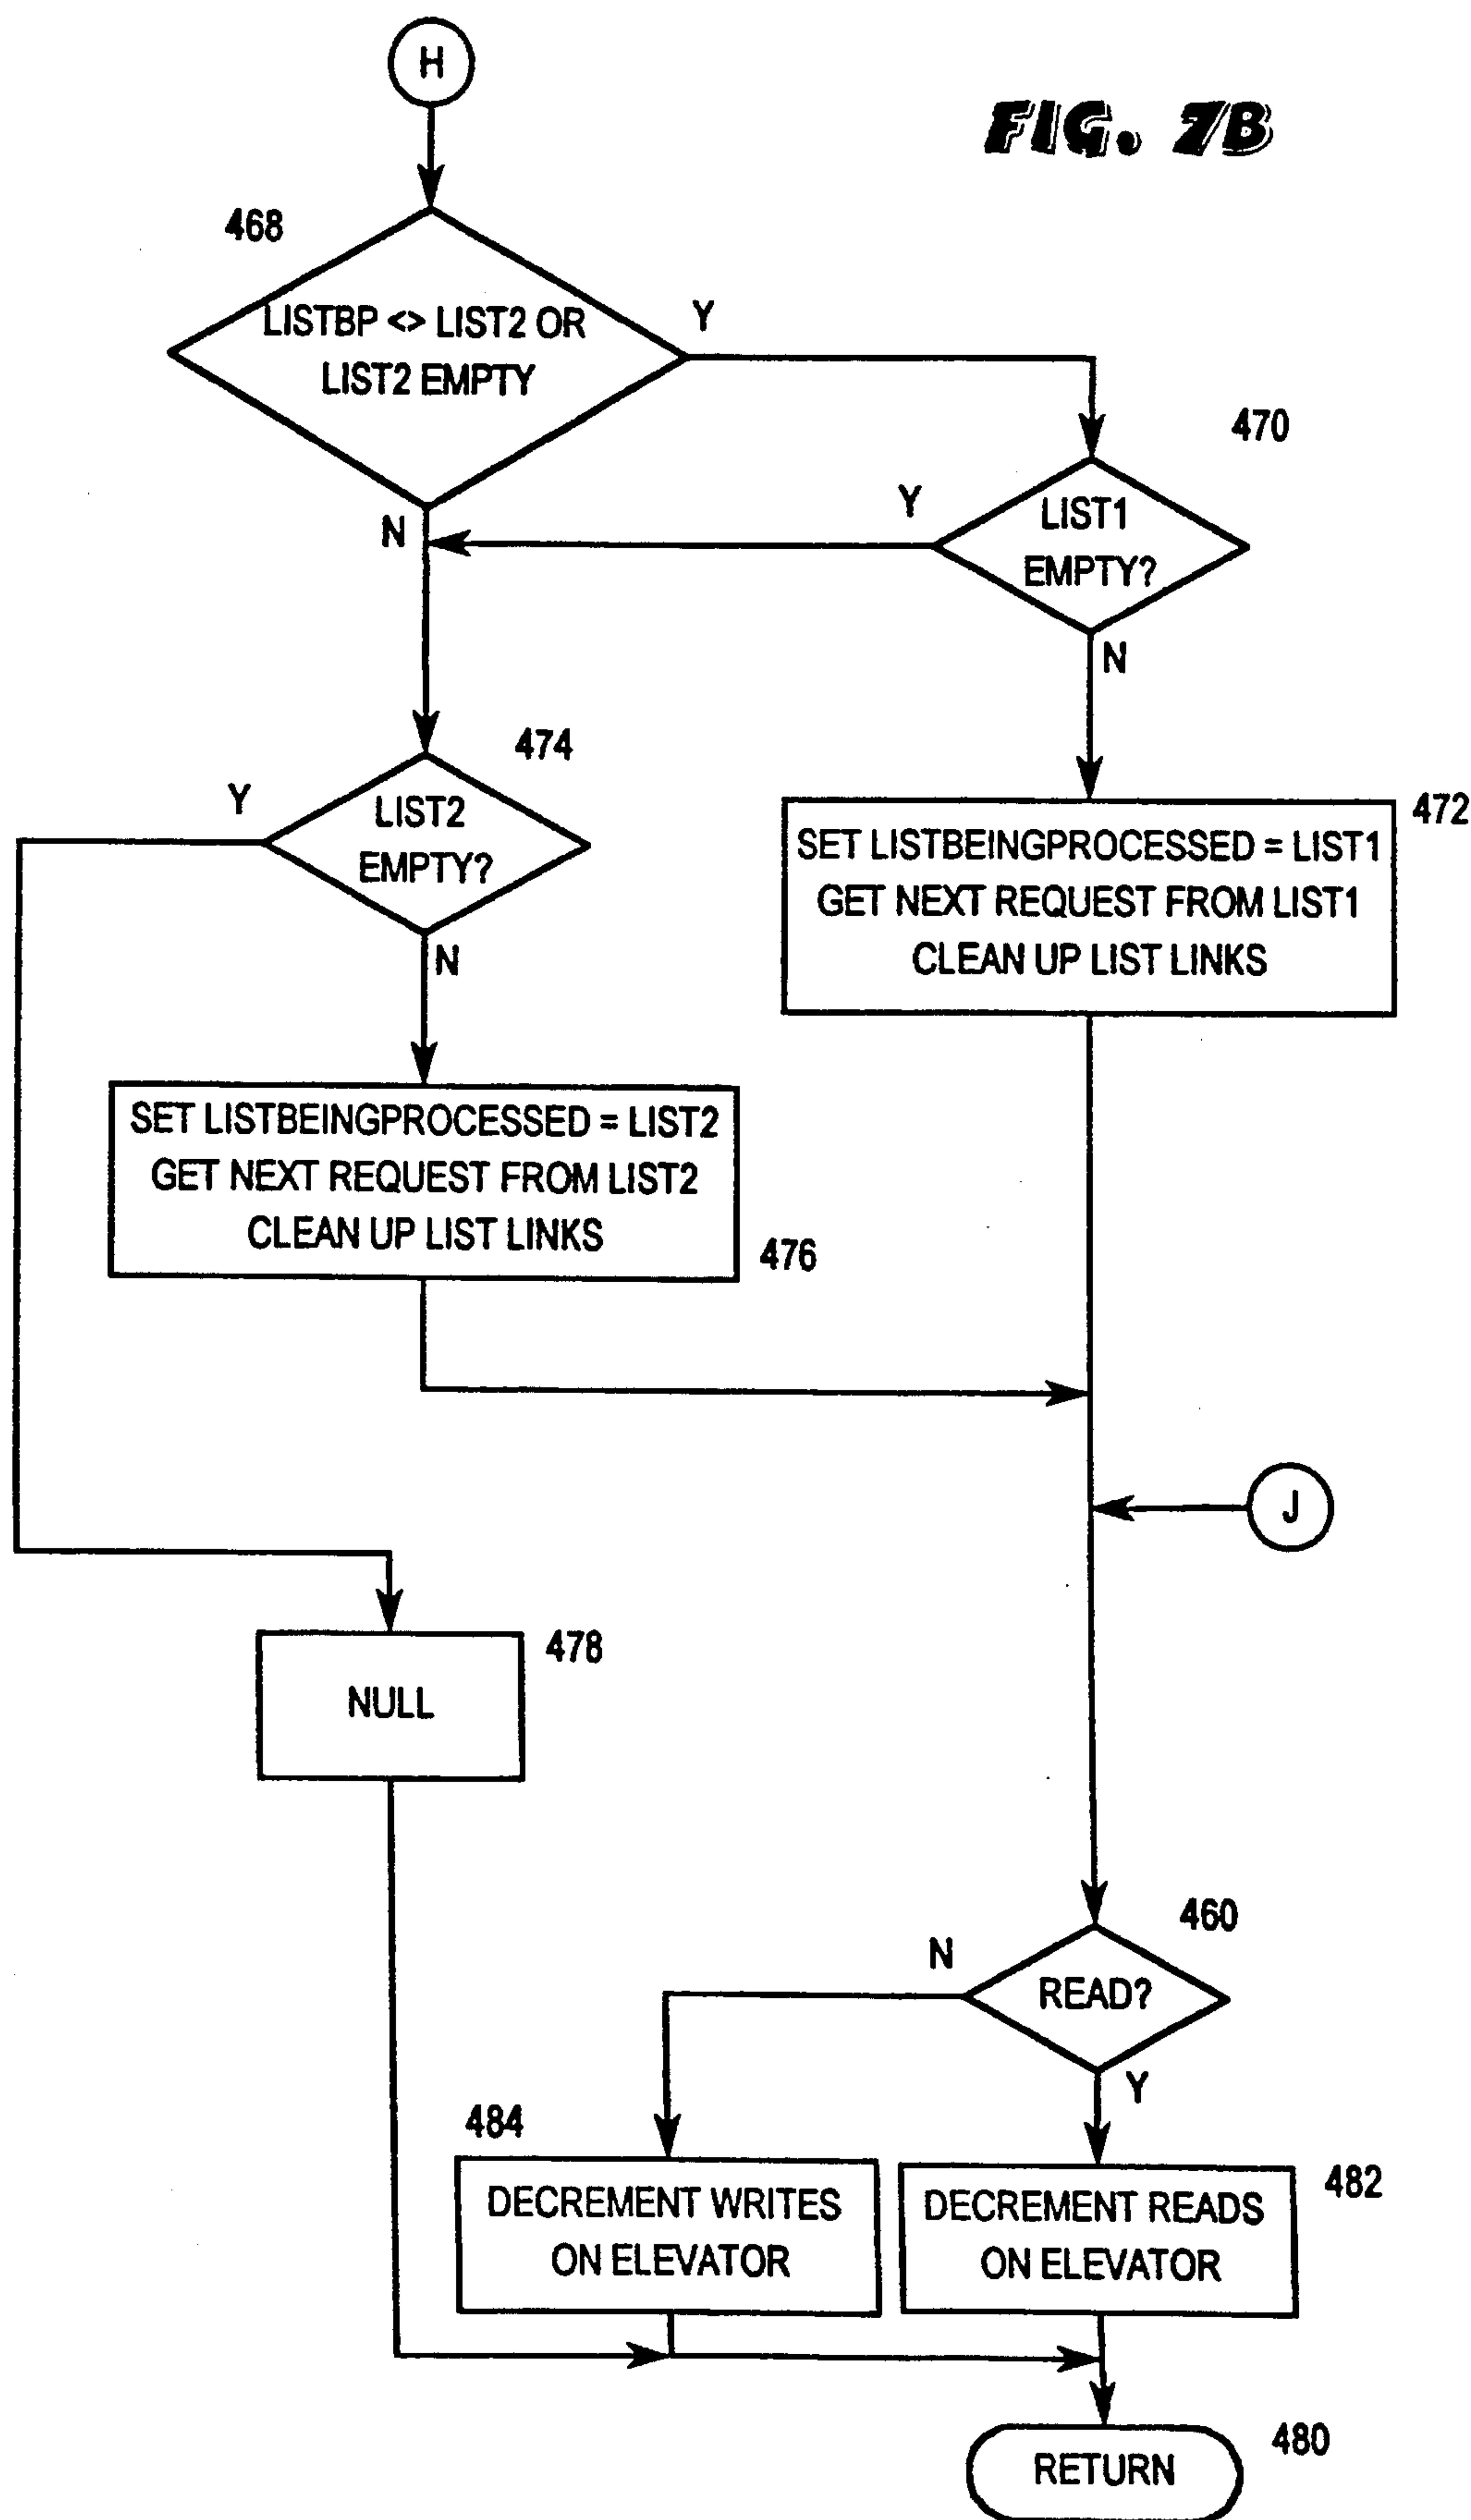 H
FIG. 7B
468
LISTBP <> LIST2 OR
LIST2 EMPTY
Y
N
470
LIST1
EMPTY?
Y
N
474
LIST2
EMPTY?
Y
N
472
SET LISTBEINGPROCESSED = LIST1
GET NEXT REQUEST FROM LIST1
CLEAN UP LIST LINKS
SET LISTBEINGPROCESSED = LIST2
GET NEXT REQUEST FROM LIST2
CLEAN UP LIST LINKS
476
J
478
NULL
460
READ?
N
Y
484
DECREMENT WRITES
ON ELEVATOR
482
DECREMENT READS
ON ELEVATOR
480
RETURN